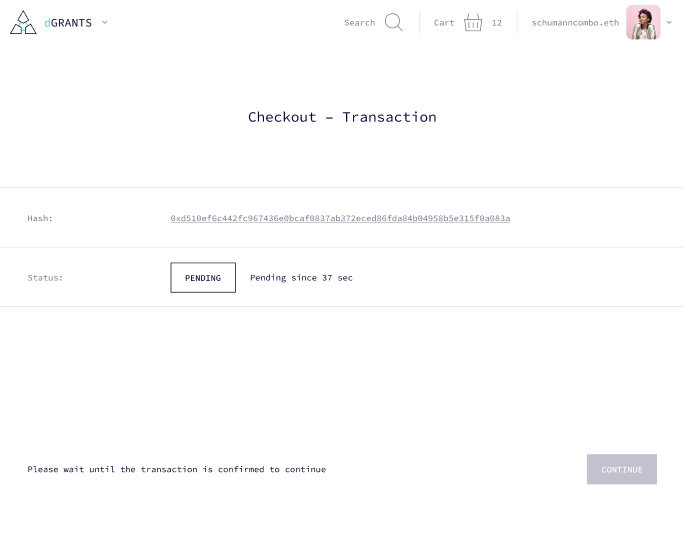 dGRANTS
Search
Cart 12
schumanncombo.eth
Checkout – Transaction
Hash: 0xd510ef6c442fc967436e0bcaf0837ab372eced86fda84b04958b5e315f0a083a
Status: PENDING Pending since 37 sec
Please wait until the transaction is confirmed to continue
CONTINUE